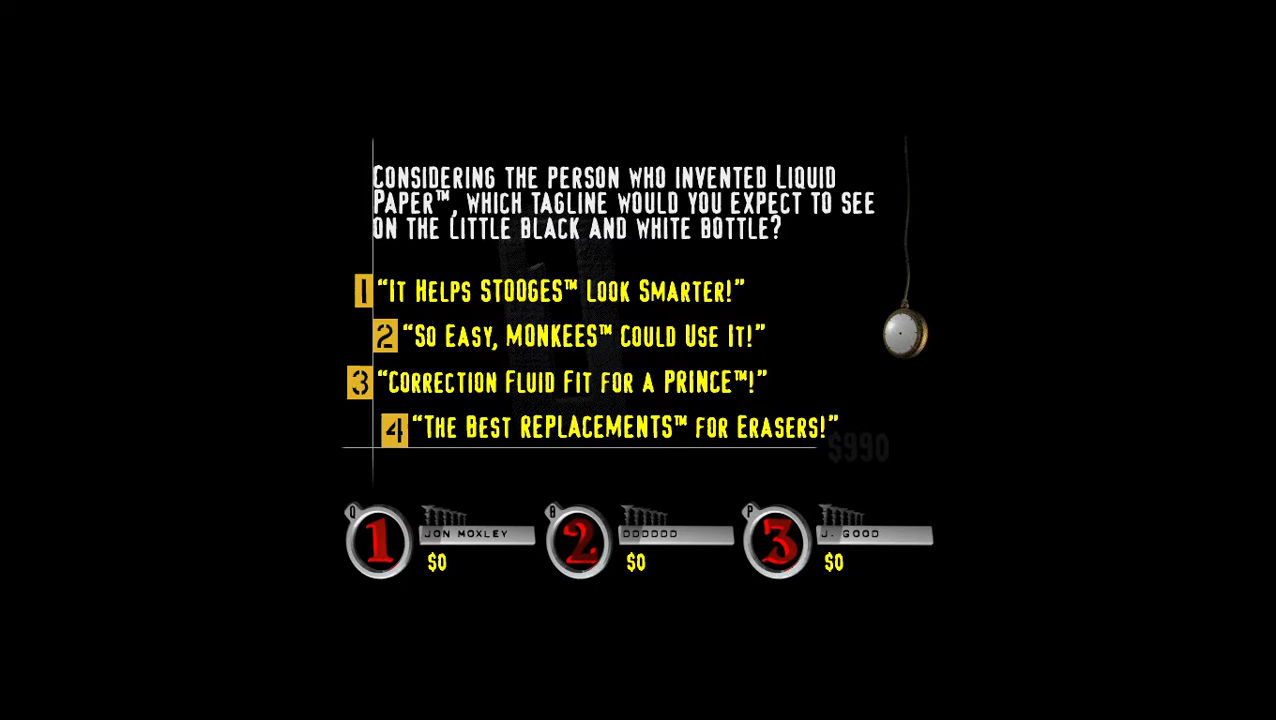 Considering the person who invented Liquid
Paper™, which tagline would you expect to see
on the little black and white bottle?
1 “It Helps STOOGES™ Look Smarter!”
2 “So Easy, MONKEES™ Could Use It!”
3 “Correction Fluid Fit for a PRINCE™!”
4 “The Best REPLACEMENTS™ for Erasers!”
$990
Q 1 JON MOXLEY $0
B 2 DDDDDD $0
P 3 J. GOOD $0